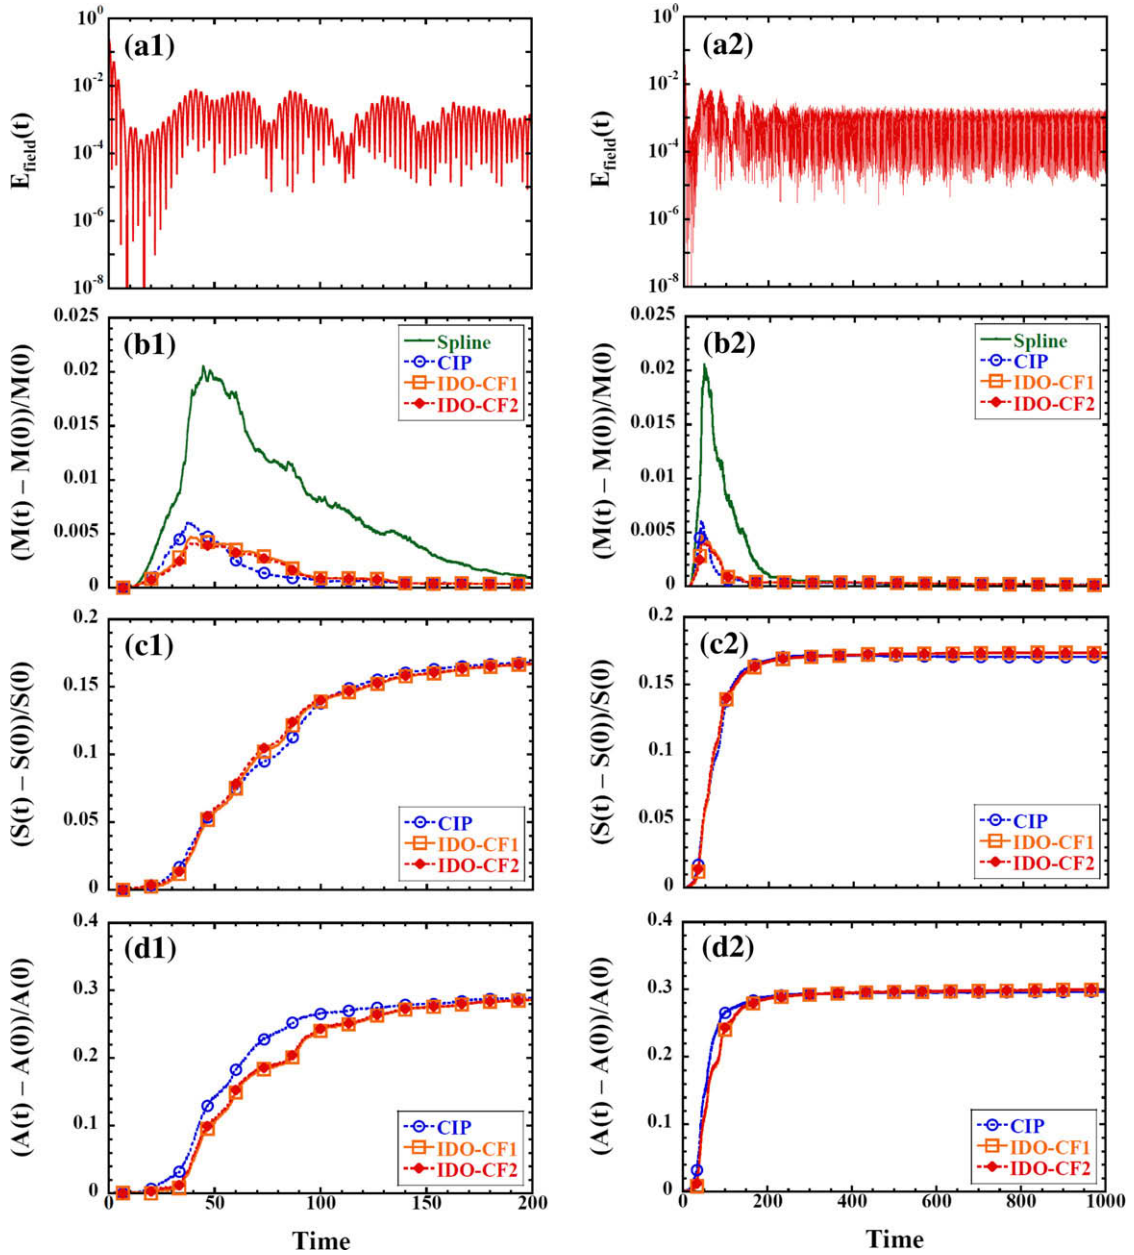 (a1)
E_field(t)
10^0
10^-2
10^-4
10^-6
10^-8
(a2)
E_field(t)
10^0
10^-2
10^-4
10^-6
10^-8
(b1)
(M(t) − M(0))/M(0)
0.025
0.02
0.015
0.01
0.005
0
Spline
CIP
IDO-CF1
IDO-CF2
(b2)
(M(t) − M(0))/M(0)
0.025
0.02
0.015
0.01
0.005
0
Spline
CIP
IDO-CF1
IDO-CF2
(c1)
(S(t) − S(0))/S(0)
0.2
0.15
0.1
0.05
0
CIP
IDO-CF1
IDO-CF2
(c2)
(S(t) − S(0))/S(0)
0.2
0.15
0.1
0.05
0
CIP
IDO-CF1
IDO-CF2
(d1)
(A(t) − A(0))/A(0)
0.4
0.3
0.2
0.1
0
CIP
IDO-CF1
IDO-CF2
0 50 100 150 200
Time
(d2)
(A(t) − A(0))/A(0)
0.4
0.3
0.2
0.1
0
CIP
IDO-CF1
IDO-CF2
0 200 400 600 800 1000
Time